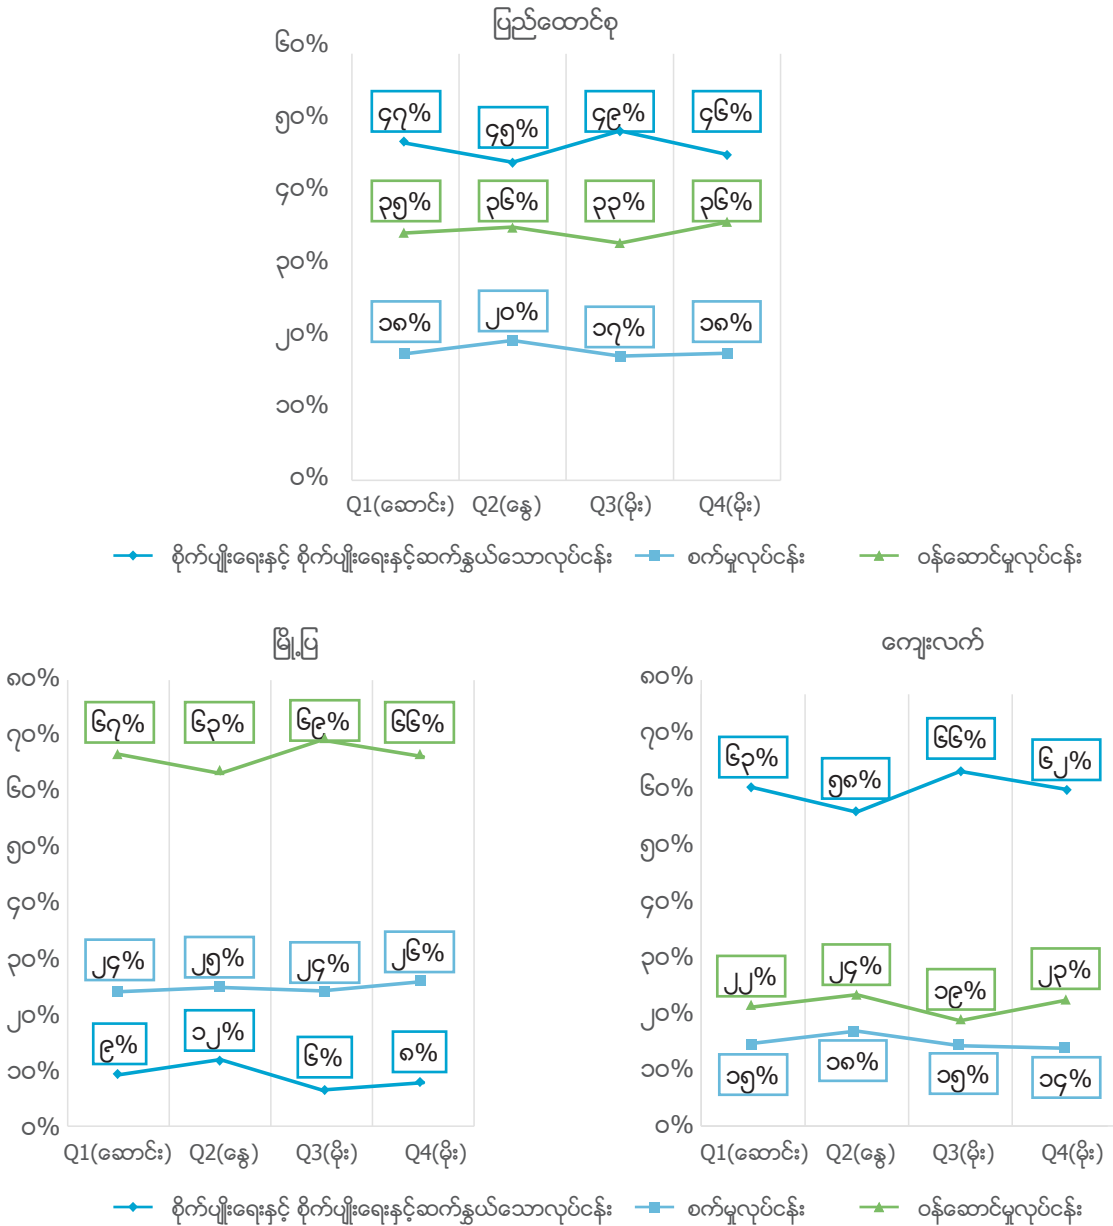 ပြည်ထောင်စု
၆၀%
၅၀%
၄၀%
၃၀%
၂၀%
၁၀%
၀%
၄၇% ၄၅% ၄၉% ၄၆%
၃၅% ၃၆% ၃၃% ၃၆%
၁၈% ၂၀% ၁၇% ၁၈%
Q1(ဆောင်း) Q2(နွေ) Q3(မိုး) Q4(မိုး)
စိုက်ပျိုးရေးနှင့် စိုက်ပျိုးရေးနှင့်ဆက်နွှယ်သောလုပ်ငန်း စက်မှုလုပ်ငန်း ဝန်ဆောင်မှုလုပ်ငန်း
မြို့ပြ
၈၀%
၇၀%
၆၀%
၅၀%
၄၀%
၃၀%
၂၀%
၁၀%
၀%
၆၇% ၆၃% ၆၉% ၆၆%
၂၄% ၂၅% ၂၄% ၂၆%
၉% ၁၂% ၆% ၈%
Q1(ဆောင်း) Q2(နွေ) Q3(မိုး) Q4(မိုး)
ကျေးလက်
၈၀%
၇၀%
၆၀%
၅၀%
၄၀%
၃၀%
၂၀%
၁၀%
၀%
၆၃% ၅၈% ၆၆% ၆၂%
၂၂% ၂၄% ၁၉% ၂၃%
၁၅% ၁၈% ၁၅% ၁၄%
Q1(ဆောင်း) Q2(နွေ) Q3(မိုး) Q4(မိုး)
စိုက်ပျိုးရေးနှင့် စိုက်ပျိုးရေးနှင့်ဆက်နွှယ်သောလုပ်ငန်း စက်မှုလုပ်ငန်း ဝန်ဆောင်မှုလုပ်ငန်း